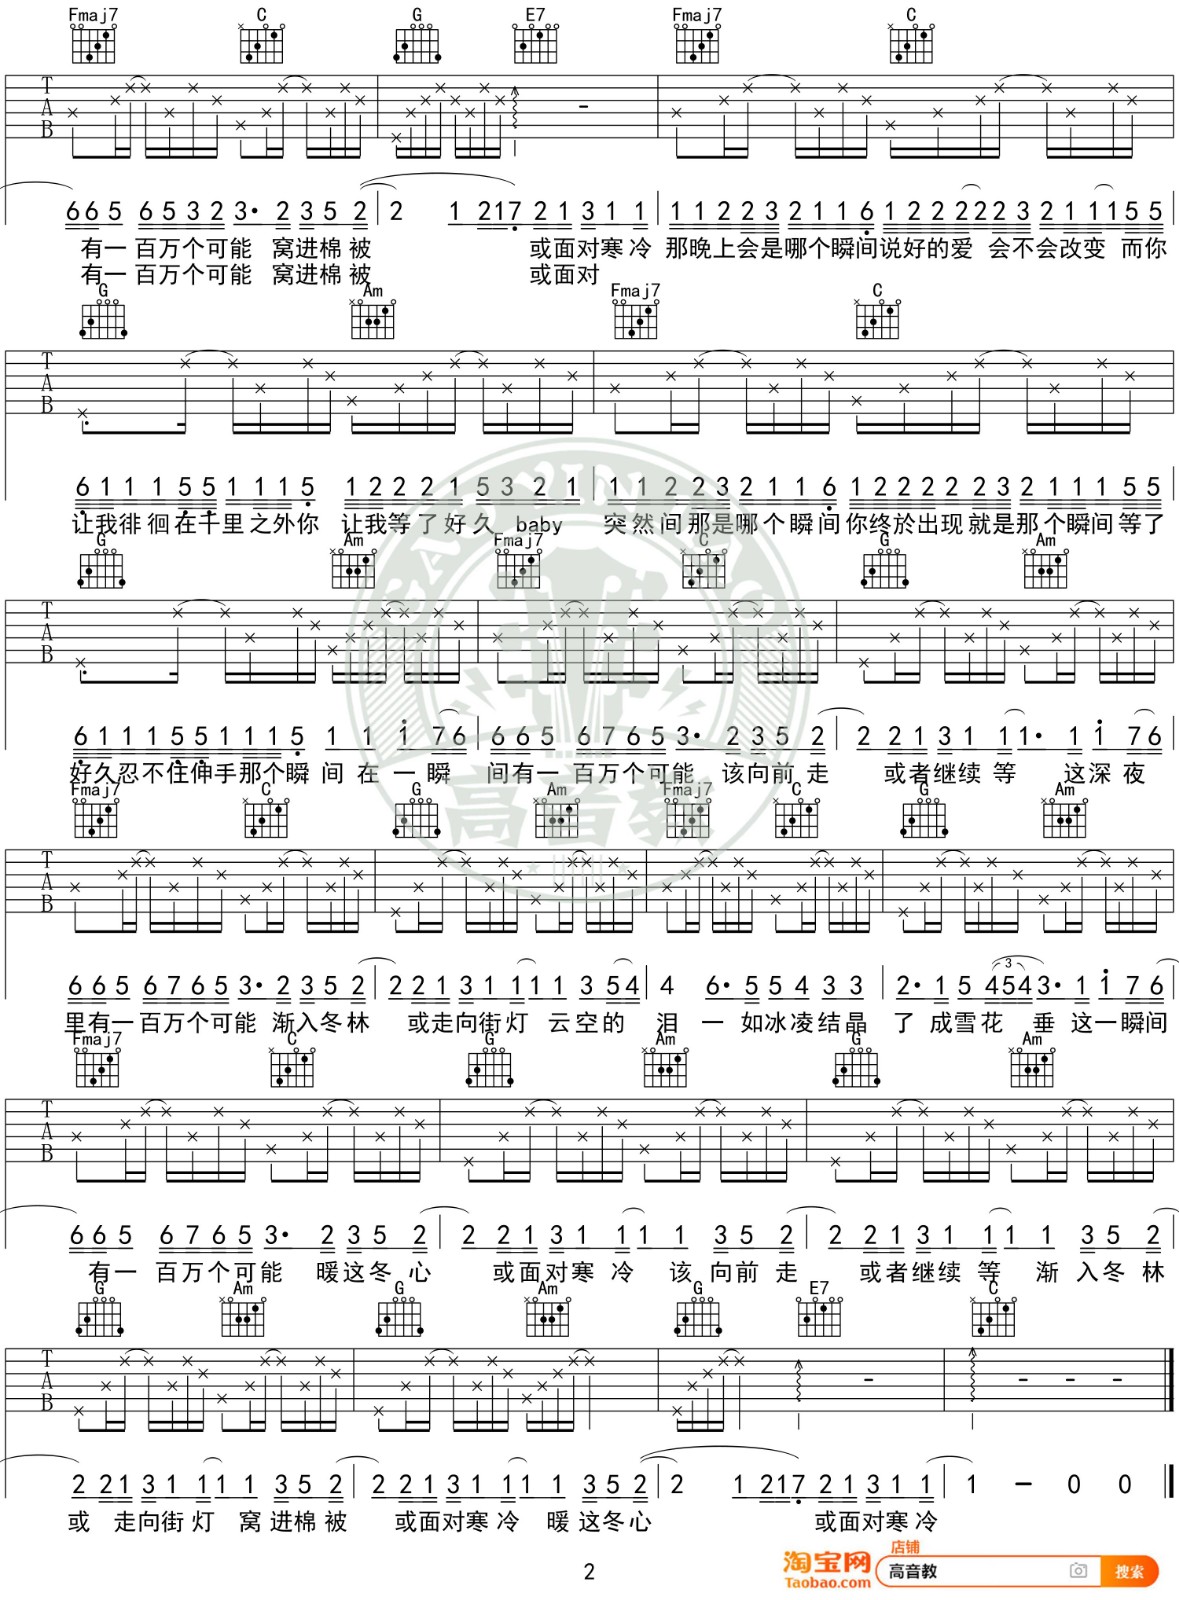 Fmaj7 C G E7 Fmaj7 C
T A B
6 6 5 6 5 3 2 3· 2 3 5 2 2 1 2 1 7 2 1 3 1 1 1 1 2 2 3 2 1 1 6 1 2 2 2 2 2 3 2 1 1 1 5 5
有一 百万个可能 窝进棉被 或面对寒冷 那晚上会是哪个瞬间说好的爱 会不会改变 而你
有一 百万个可能 窝进棉被 或面对
G Am Fmaj7 C
T A B
6 1 1 1 5 5 1 1 1 5 1 2 2 2 1 5 3 2 1 1 1 2 2 3 2 1 1 6 1 2 2 2 2 2 3 2 1 1 1 5 5
让我徘徊在千里之外你 让我等了好久 baby 突然间那是哪个瞬间你终於出现就是那个瞬间等了
G Am Fmaj7 C G Am
T A B
6 1 1 1 5 5 1 1 1 1 5 1 1 1 7 6 6 6 5 6 7 6 5 3· 2 3 5 2 2 2 1 3 1 1 1· 1 1 7 6
好久忍不住伸手那个瞬间 在一瞬 间有一百万个可能 该向前走 或者继续等 这深夜
Fmaj7 C G Am Fmaj7 C G Am
T A B
6 6 5 6 7 6 5 3· 2 3 5 2 2 2 1 3 1 1 1 1 3 5 4 4 6· 5 5 4 3 3 2· 1 5 4 5 4 3· 1 1 7 6
3
里有一百万个可能 渐入冬林 或走向街灯 云空的 泪 一如冰凌结晶 了 成雪花 垂 这一瞬间
Fmaj7 C G Am G Am
T A B
6 6 5 6 7 6 5 3· 2 3 5 2 2 2 1 3 1 1 1 1 3 5 2 2 2 1 3 1 1 1 1 3 5 2
有一 百万个可能 暖这冬心 或面对寒冷 该向前走 或者继续等 渐入冬林
G Am G Am G E7 C
T A B
2 2 1 3 1 1 1 1 3 5 2 2 2 1 3 1 1 1 1 3 5 2 2 1 2 1 7 2 1 3 1 1 1 – 0 0
或 走向街灯 窝进棉被 或面对寒冷 暖这冬心 或面对寒冷
高音教
2
淘宝网
Taobao.com
店铺
高音教
搜索